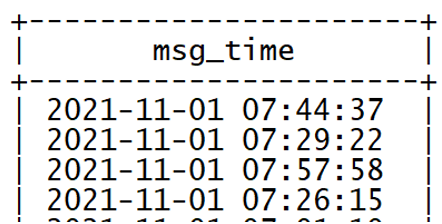 +----------------------+
| msg_time |
+----------------------+
| 2021-11-01 07:44:37 |
| 2021-11-01 07:29:22 |
| 2021-11-01 07:57:58 |
| 2021-11-01 07:26:15 |